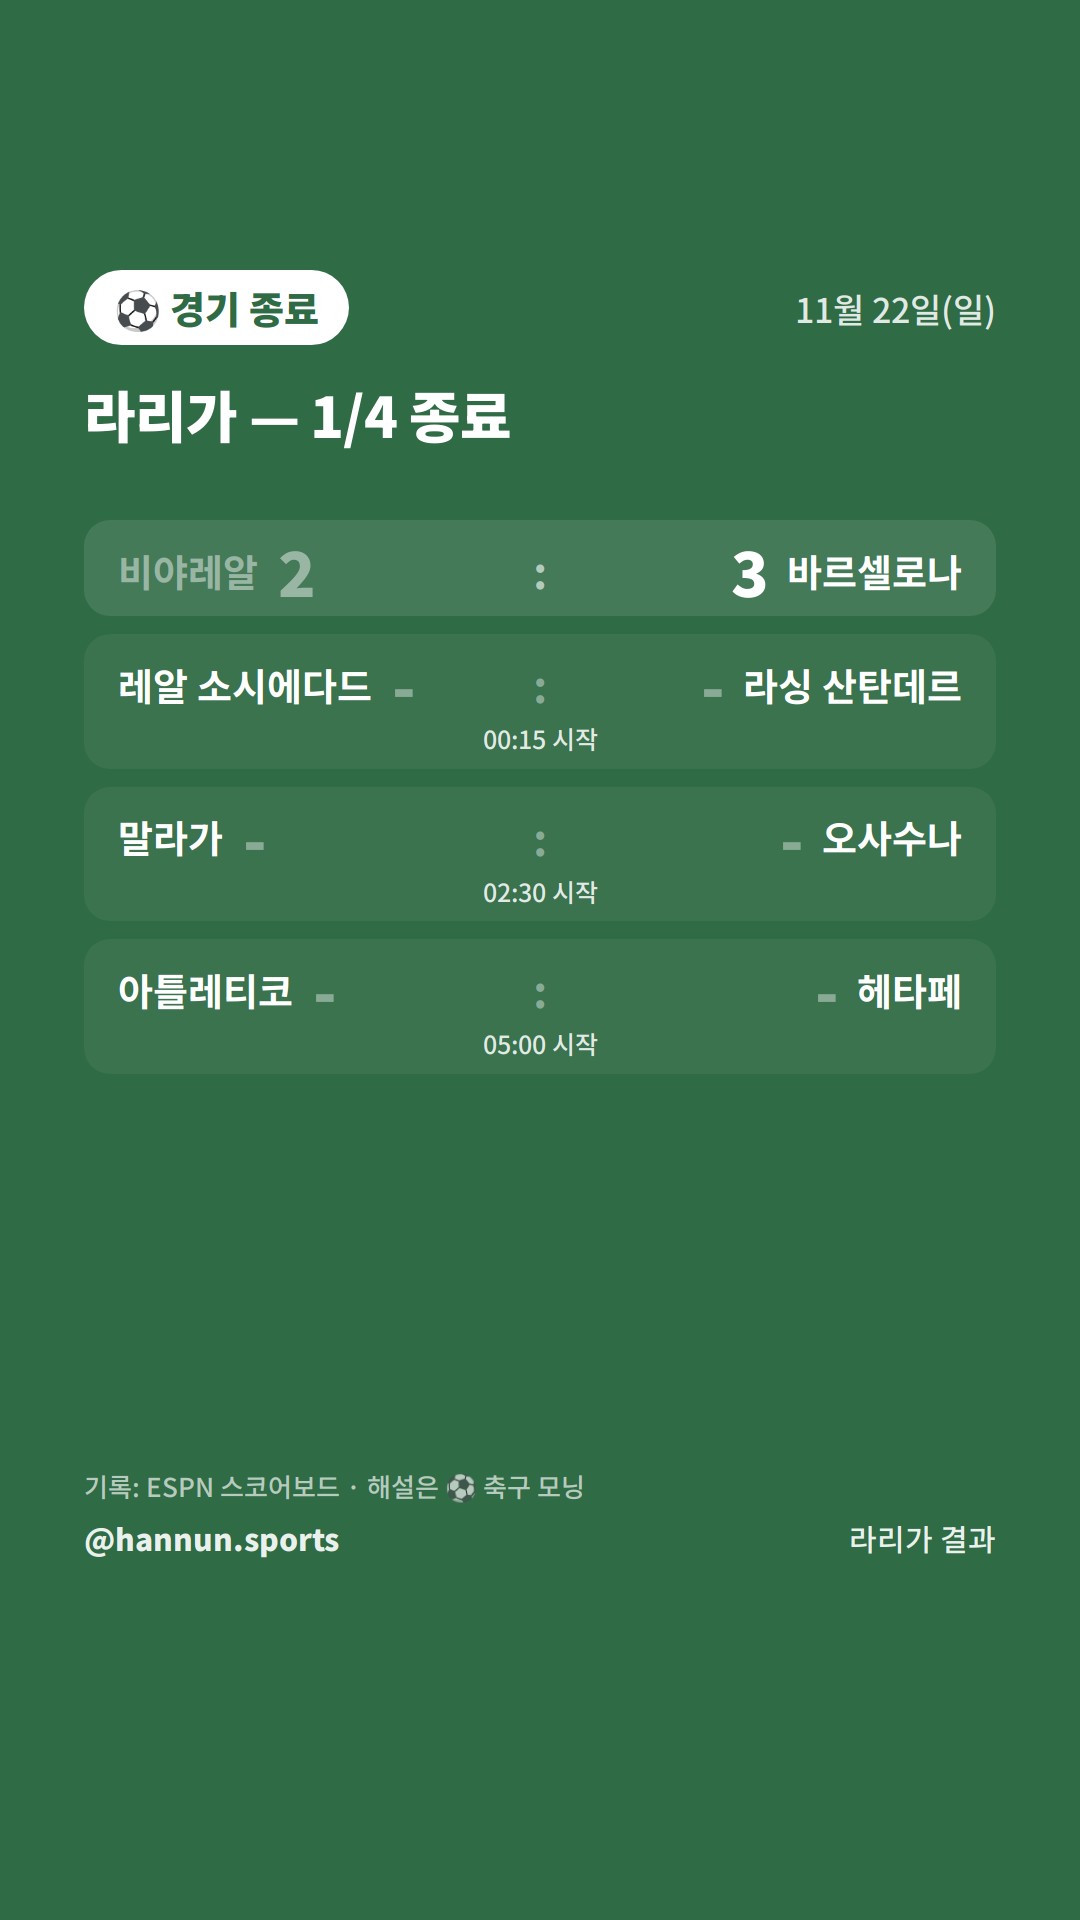 ⚽ 경기 종료
11월 22일(일)
라리가 — 1/4 종료
비야레알 2 : 3 바르셀로나
레알 소시에다드 - : - 라싱 산탄데르
00:15 시작
말라가 - : - 오사수나
02:30 시작
아틀레티코 - : - 헤타페
05:00 시작
기록: ESPN 스코어보드 · 해설은 ⚽ 축구 모닝
@hannun.sports
라리가 결과